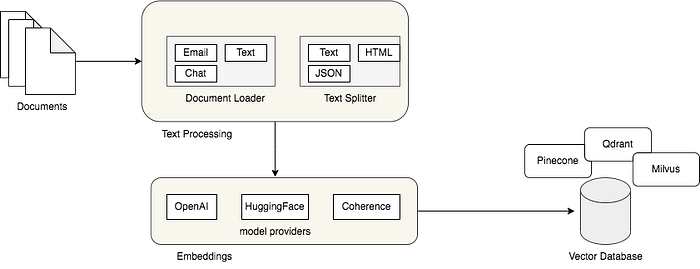 Documents
Email
Text
Chat
Document Loader
Text
HTML
JSON
Text Splitter
Text Processing
OpenAI
HuggingFace
Coherence
model providers
Embeddings
Pinecone
Qdrant
Milvus
Vector Database